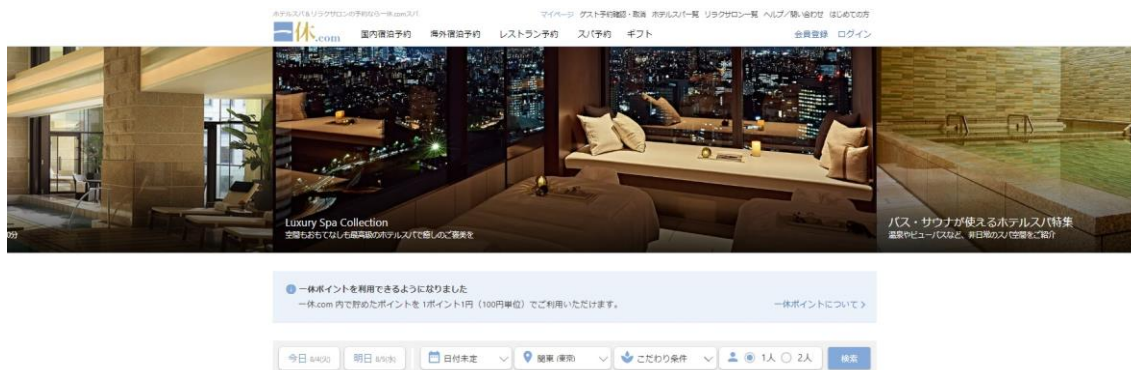 ホテルスパ&リラクサロンの予約なら一休.comスパ
マイページ ゲスト予約確認・取消 ホテルスパ一覧 リラクサロン一覧 ヘルプ/問い合わせ はじめての方
一休.com 国内宿泊予約 海外宿泊予約 レストラン予約 スパ予約 ギフト 会員登録 ログイン
Luxury Spa Collection
空間もおもてなしも最高級のホテルスパで癒しのご褒美を
バス・サウナが使えるホテルスパ特集
温泉やビューバスなど、非日常のスパ空間をご紹介
一休ポイントを利用できるようになりました
一休.com 内で貯めたポイントを 1ポイント1円(100円単位)でご利用いただけます。
一休ポイントについて >
今日 8/4(火) 明日 8/5(水) 日付未定 関東 (東京) こだわり条件 1人 2人 検索